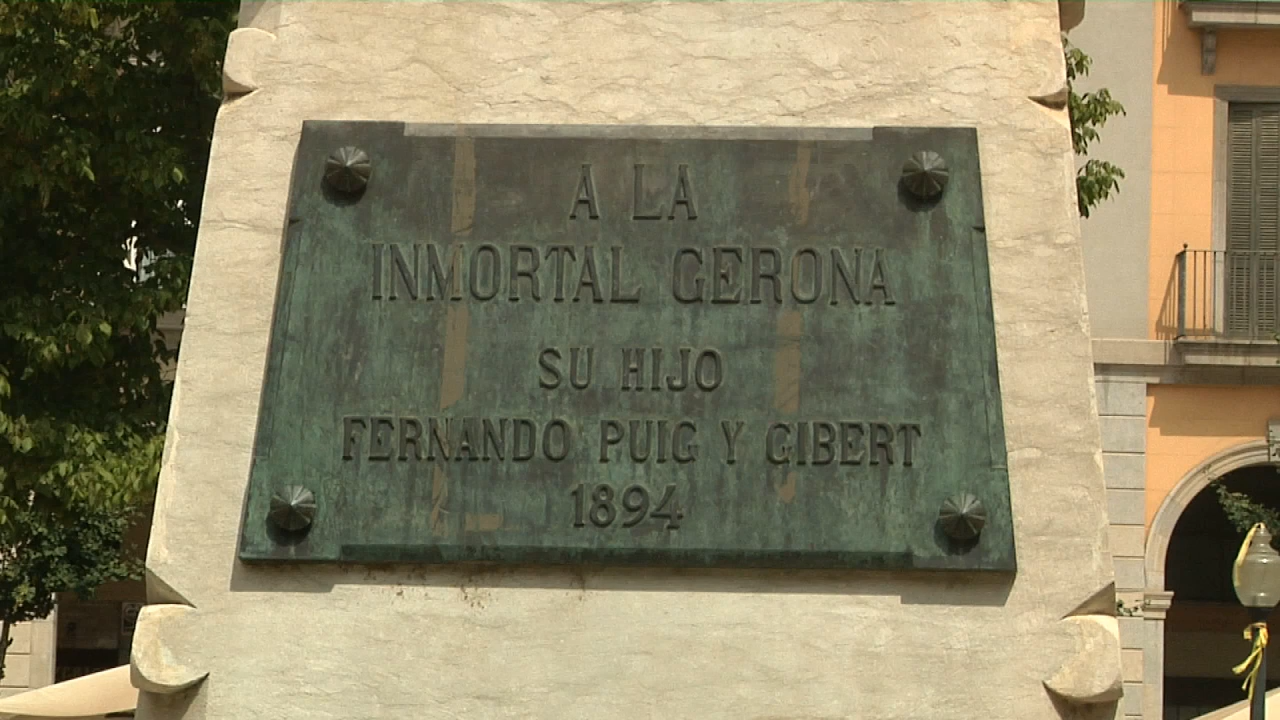 A LA
INMORTAL GERONA
SU HIJO
FERNANDO PUIG Y GIBERT
1894